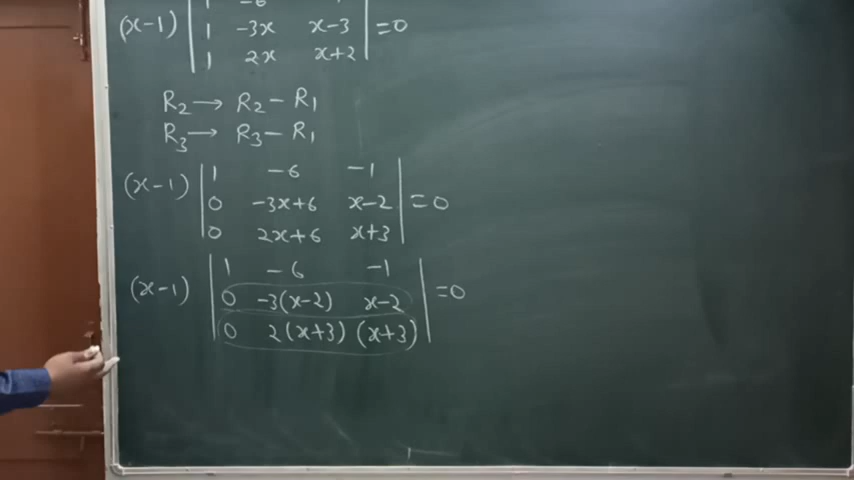 1 -6
(x-1) | 1 -3x x-3 | =0
1 2x x+2
R₂ → R₂ - R₁
R₃ → R₃ - R₁
1 -6 -1
(x-1) | 0 -3x+6 x-2 | =0
0 2x+6 x+3
1 -6 -1
(x-1) | 0 -3(x-2) x-2 | =0
0 2(x+3) (x+3)